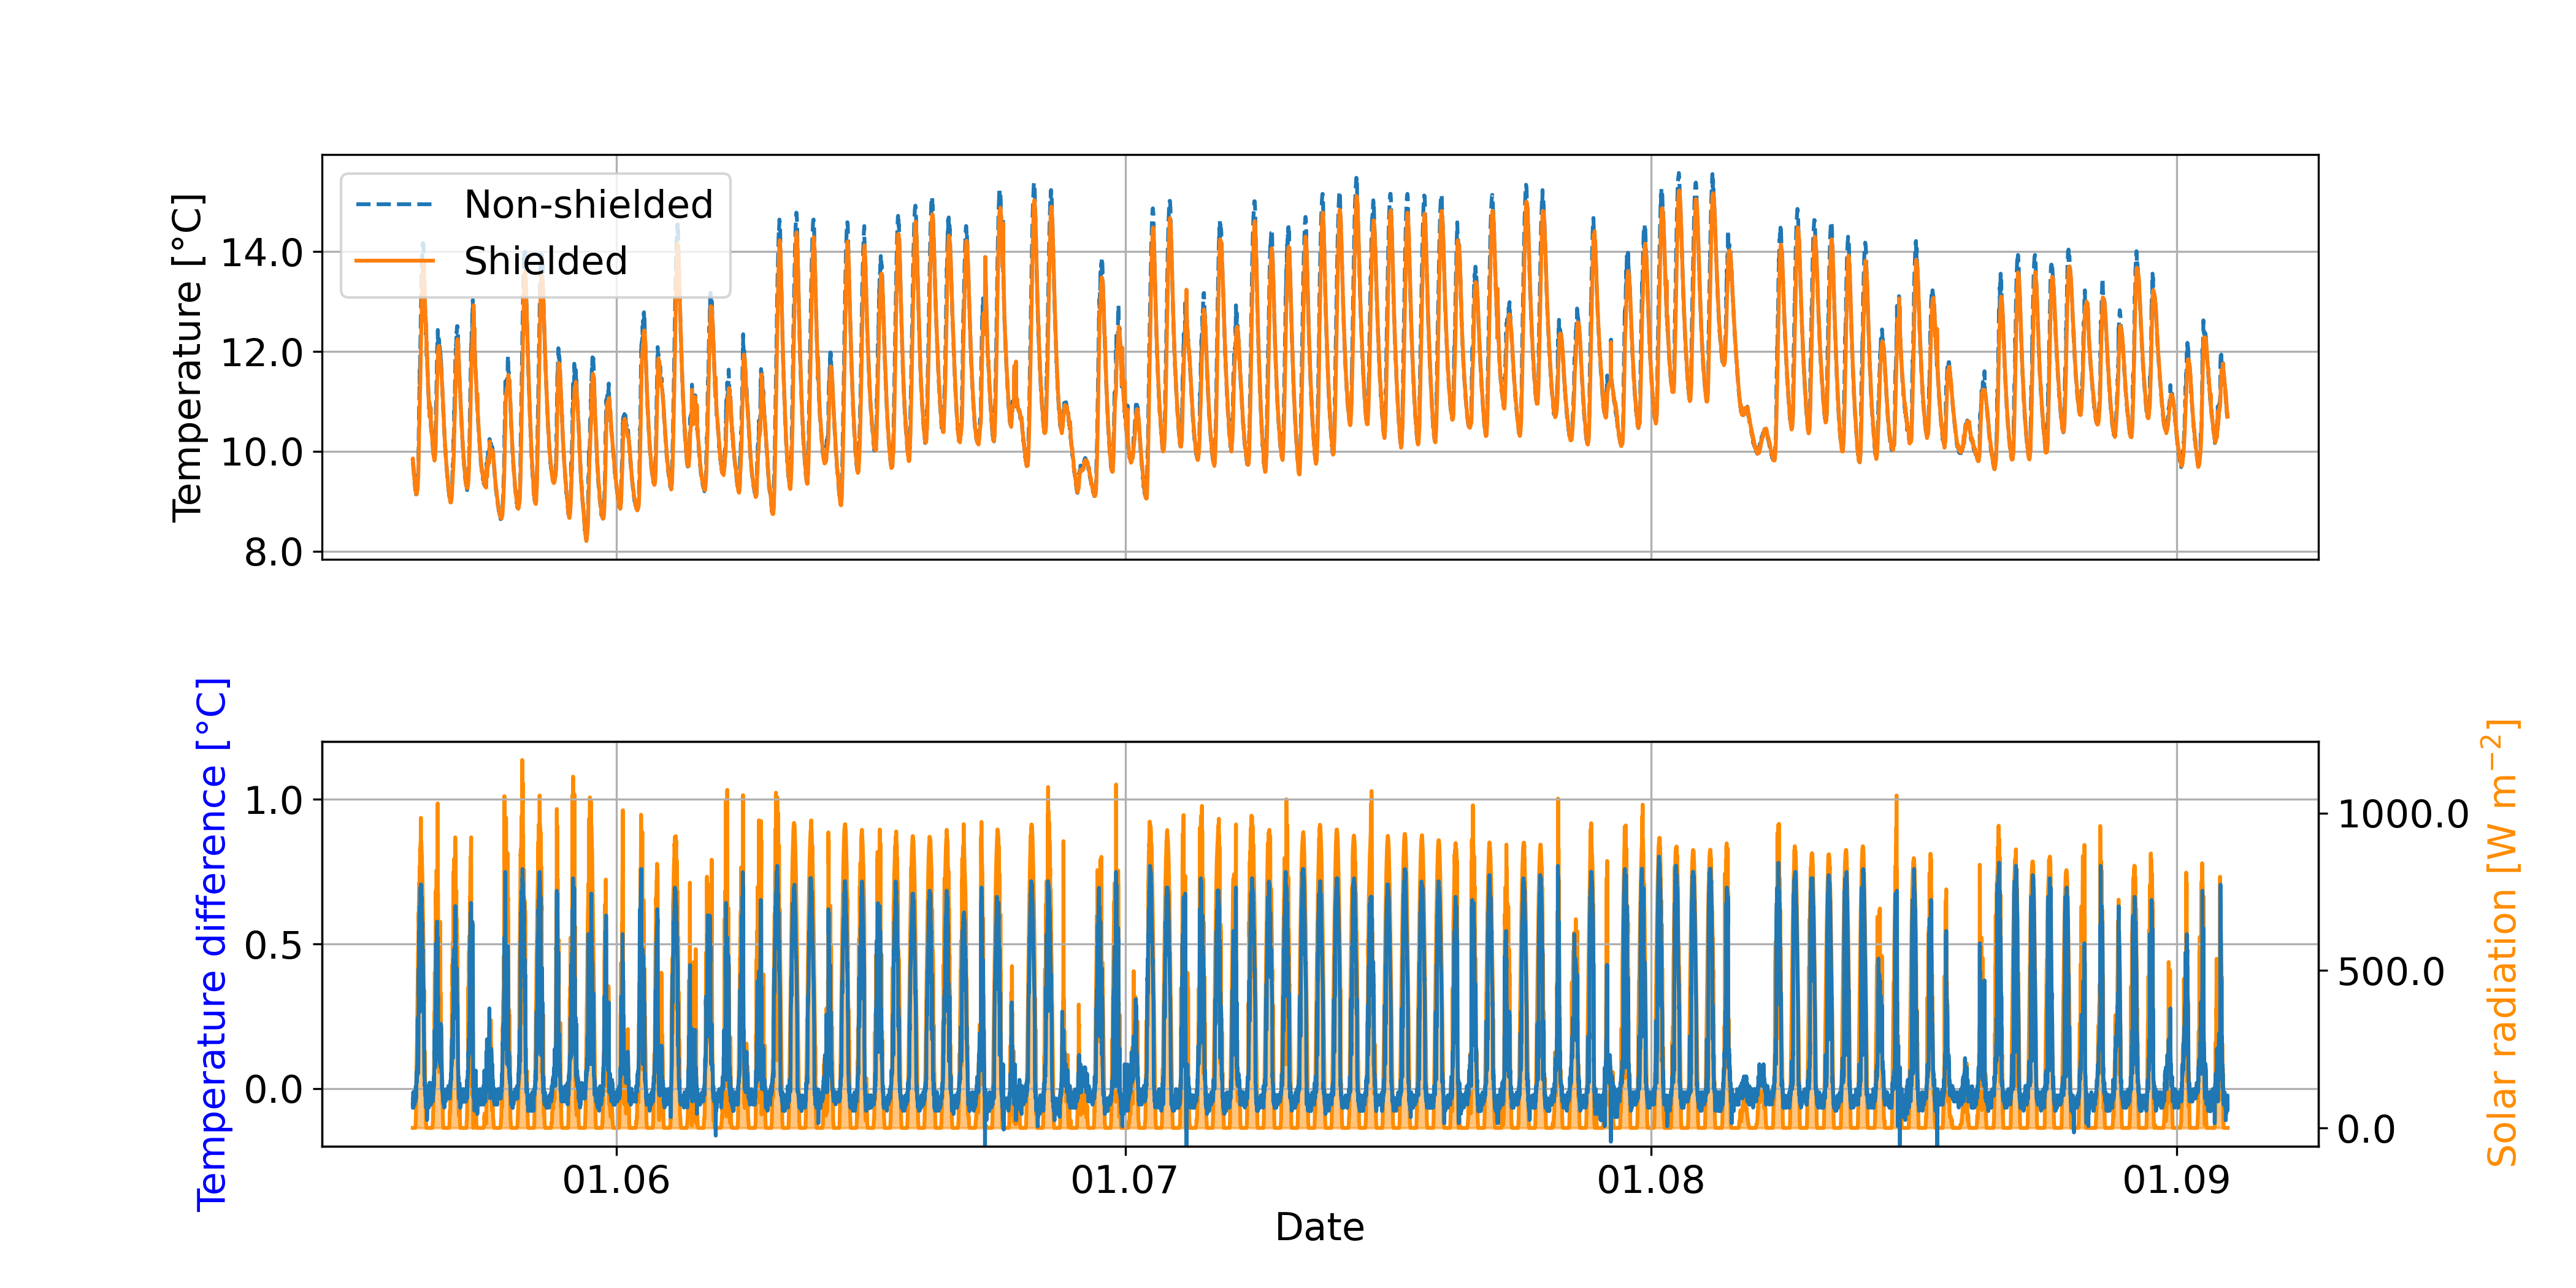 Temperature [°C]
14.0
12.0
10.0
8.0
Non-shielded
Shielded
Temperature difference [°C]
1.0
0.5
0.0
1000.0
500.0
0.0
Solar radiation [W m⁻²]
01.06
01.07
01.08
01.09
Date